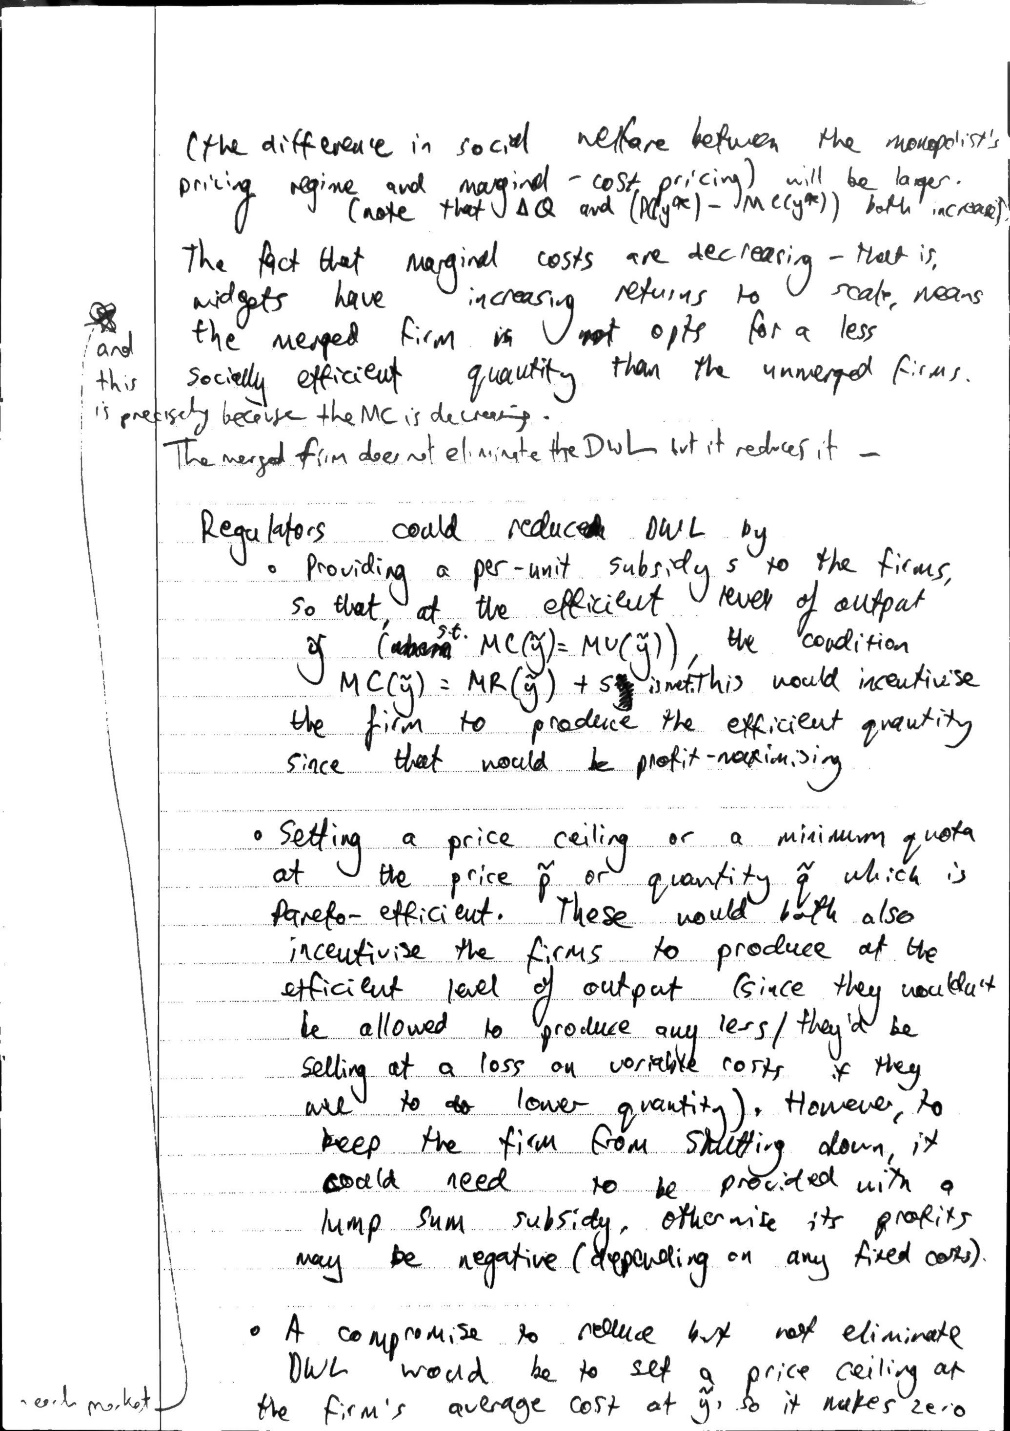 (the difference in social welfare between the monopolist's
pricing regime and marginal - cost pricing) will be larger.
(note that ΔQ and (P(y^m) - MC(y^m)) both increase)
The fact that marginal costs are decreasing - that is,
widgets have increasing returns to scale, means
the merged firm not opts for a less
and
this
socially efficient quantity than the unmerged firms.
is precisely because the MC is decreasing.
The merged firm does not eliminate the DWL but it reduces it -
Regulators could reduce DWL by
• Providing a per-unit subsidy s to the firms,
so that, at the efficient level of output
ỹ (s.t. MC(ỹ) = MU(ỹ)), the condition
MC(ỹ) = MR(ỹ) + s is met. This would incentivise
the firm to produce the efficient quantity
since that would be profit-maximising
• Setting a price ceiling or a minimum quota
at the price p̃ or quantity q̃ which is
Pareto-efficient. These would both also
incentivise the firms to produce at the
efficient level of output (since they wouldn't
be allowed to produce any less/they'd be
selling at a loss on variable costs if they
were to lower quantity). However, to
keep the firm from shutting down, it
could need to be provided with a
lump sum subsidy, otherwise its profits
may be negative (depending on any fixed costs).
• A compromise to reduce but not eliminate
DWL would be to set a price ceiling at
the firm's average cost at ỹ, so it makes zero
market